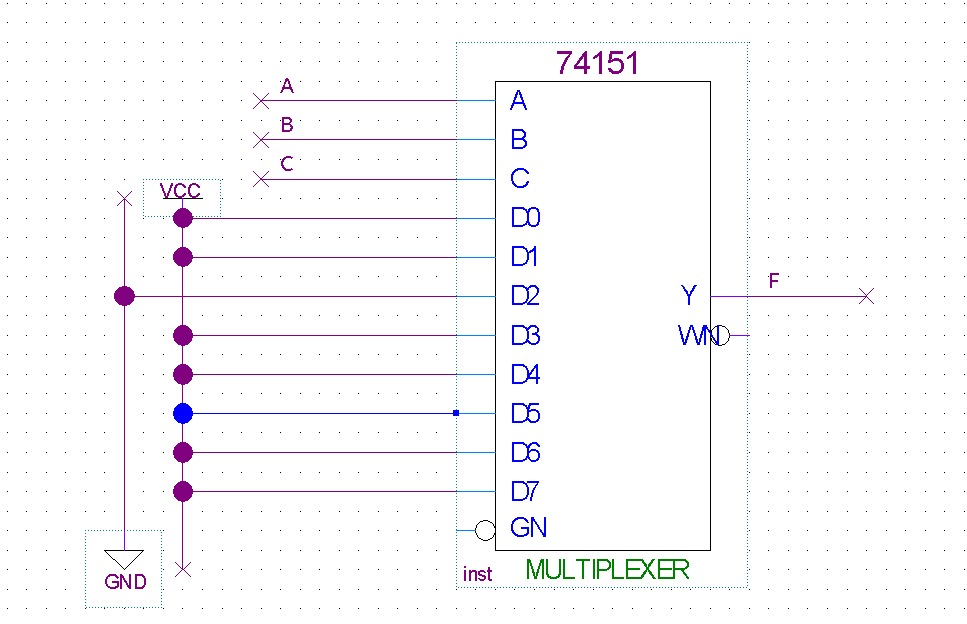 74151
A
B
C
VCC
A
B
C
D0
D1
D2
D3
D4
D5
D6
D7
GN
Y
WN
F
GND
inst
MULTIPLEXER